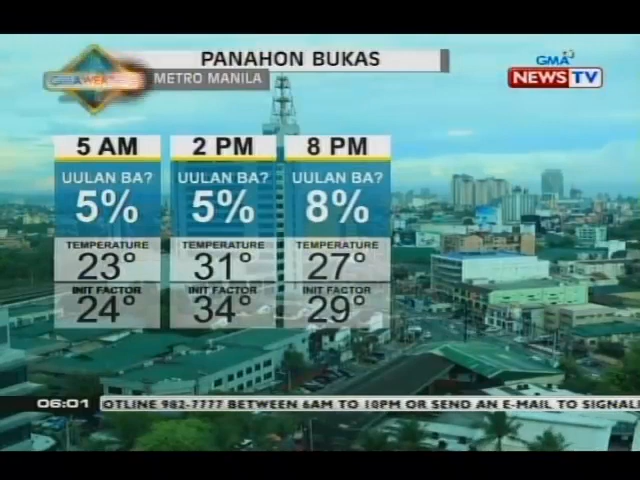 PANAHON BUKAS
METRO MANILA
GMA
NEWS TV
5 AM
UULAN BA?
5%
TEMPERATURE
23°
INIT FACTOR
24°
2 PM
UULAN BA?
5%
TEMPERATURE
31°
INIT FACTOR
34°
8 PM
UULAN BA?
8%
TEMPERATURE
27°
INIT FACTOR
29°
06:01
OTLINE 982-7777 BETWEEN 6AM TO 10PM OR SEND AN E-MAIL TO SIGNAL